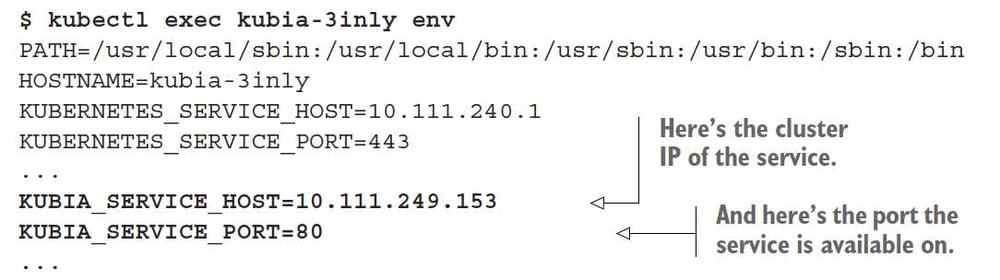 $ kubectl exec kubia-3inly env
PATH=/usr/local/sbin:/usr/local/bin:/usr/sbin:/usr/bin:/sbin:/bin
HOSTNAME=kubia-3inly
KUBERNETES_SERVICE_HOST=10.111.240.1
KUBERNETES_SERVICE_PORT=443
...
KUBIA_SERVICE_HOST=10.111.249.153
KUBIA_SERVICE_PORT=80
...
Here's the cluster
IP of the service.
And here's the port the
service is available on.